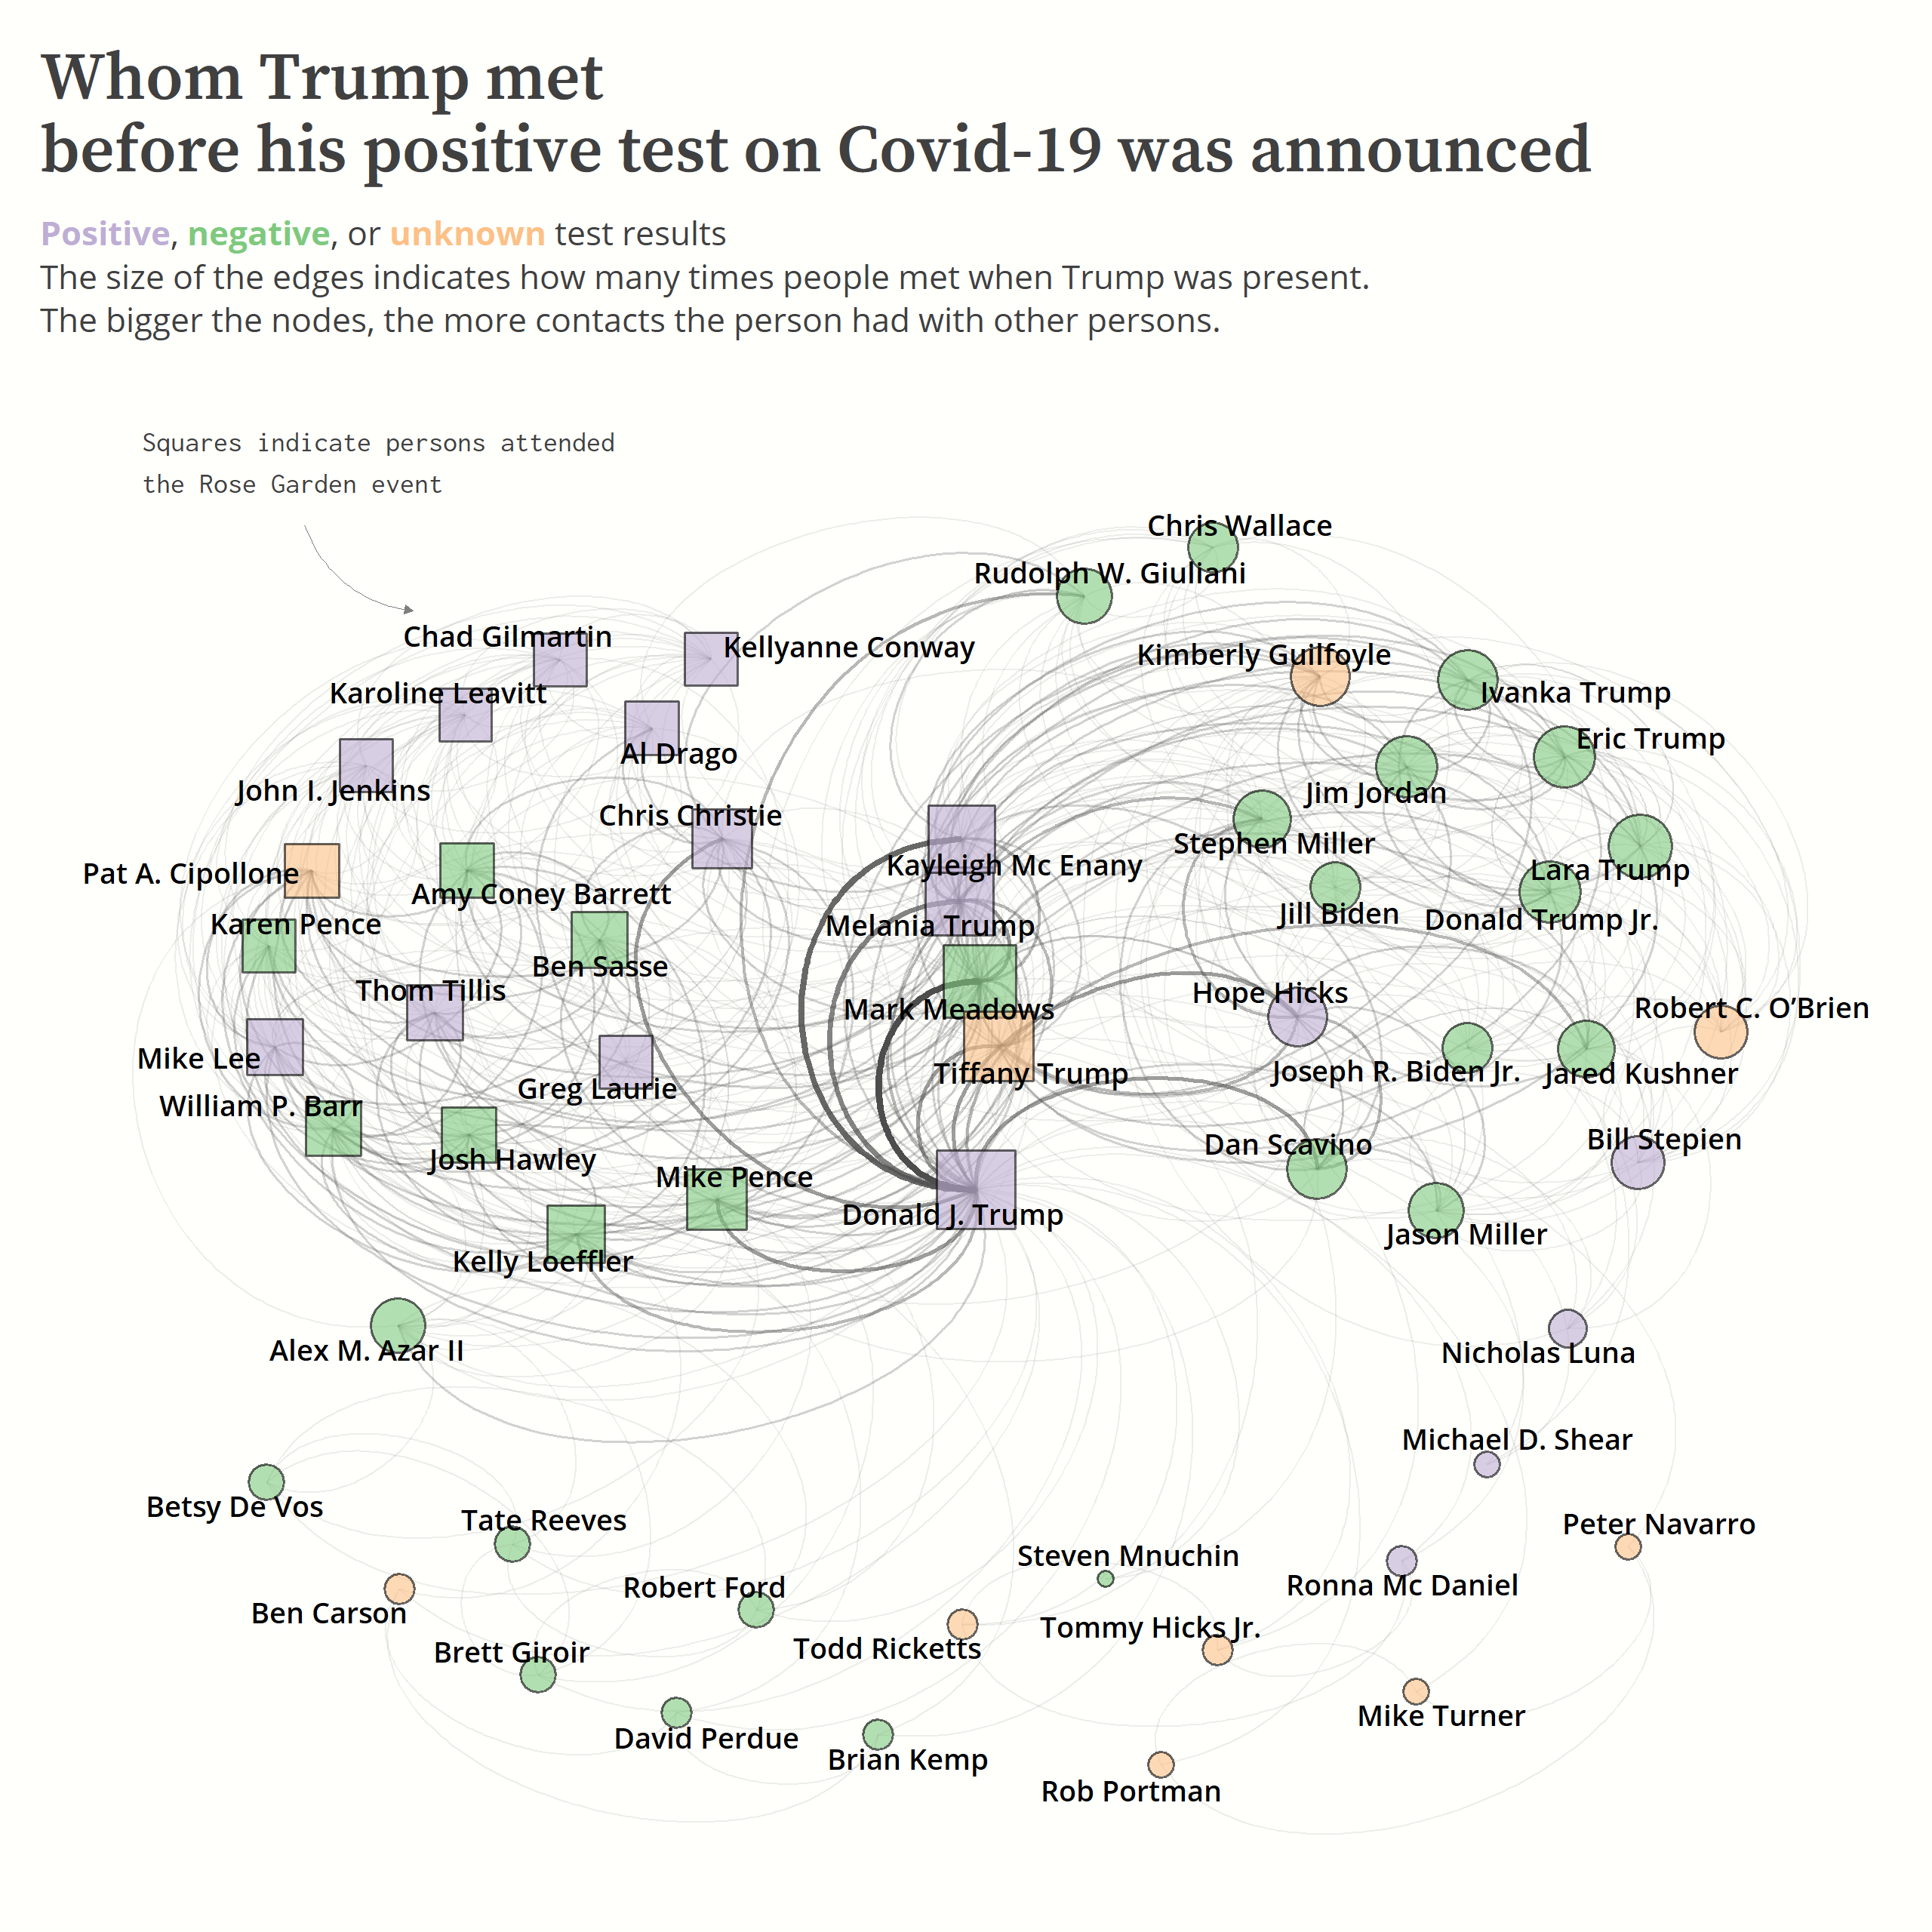 Whom Trump met
before his positive test on Covid-19 was announced
Positive, negative, or unknown test results
The size of the edges indicates how many times people met when Trump was present.
The bigger the nodes, the more contacts the person had with other persons.
Squares indicate persons attended
the Rose Garden event
Chris Wallace
Rudolph W. Giuliani
Chad Gilmartin
Kellyanne Conway
Kimberly Guilfoyle
Karoline Leavitt
Ivanka Trump
Eric Trump
Al Drago
John I. Jenkins
Jim Jordan
Chris Christie
Stephen Miller
Kayleigh Mc Enany
Lara Trump
Pat A. Cipollone
Amy Coney Barrett
Jill Biden
Donald Trump Jr.
Karen Pence
Melania Trump
Ben Sasse
Thom Tillis
Hope Hicks
Mark Meadows
Robert C. O’Brien
Mike Lee
Joseph R. Biden Jr.
Jared Kushner
Tiffany Trump
Greg Laurie
William P. Barr
Bill Stepien
Dan Scavino
Josh Hawley
Mike Pence
Donald J. Trump
Jason Miller
Kelly Loeffler
Alex M. Azar II
Nicholas Luna
Michael D. Shear
Betsy De Vos
Tate Reeves
Peter Navarro
Steven Mnuchin
Ronna Mc Daniel
Robert Ford
Ben Carson
Tommy Hicks Jr.
Todd Ricketts
Brett Giroir
Mike Turner
David Perdue
Brian Kemp
Rob Portman